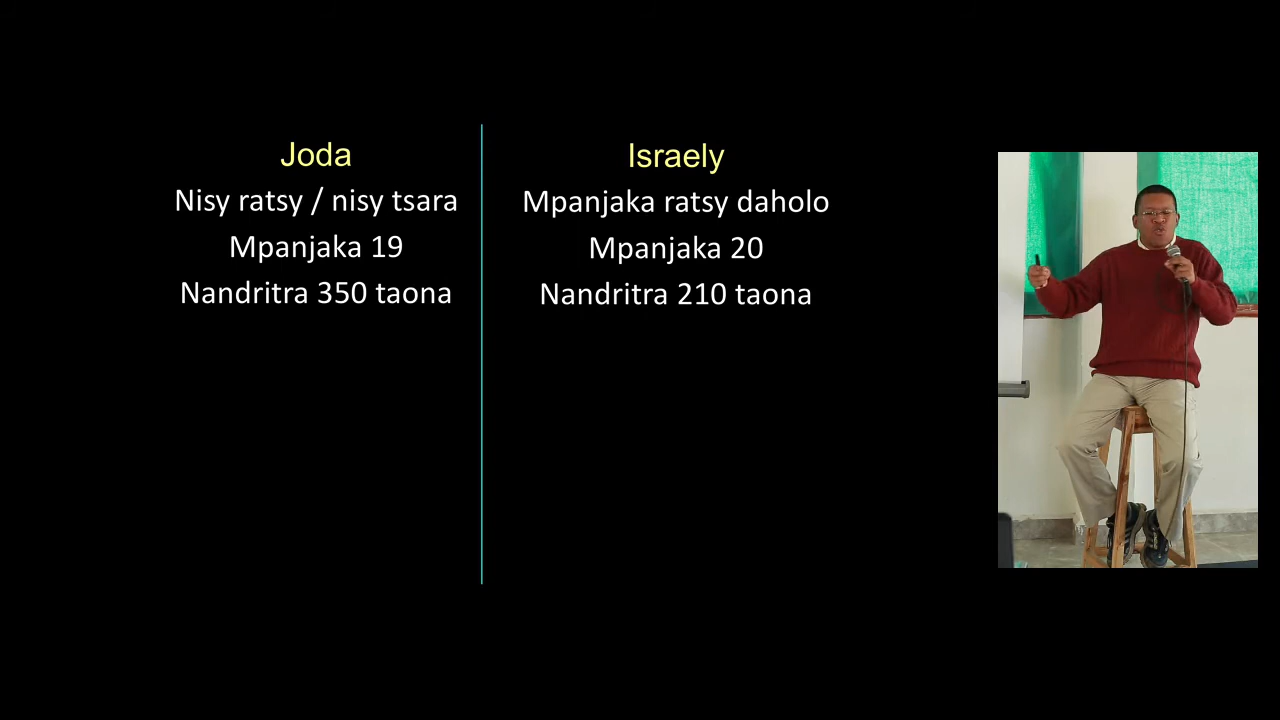 Joda
Nisy ratsy / nisy tsara
Mpanjaka 19
Nandritra 350 taona
Israely
Mpanjaka ratsy daholo
Mpanjaka 20
Nandritra 210 taona